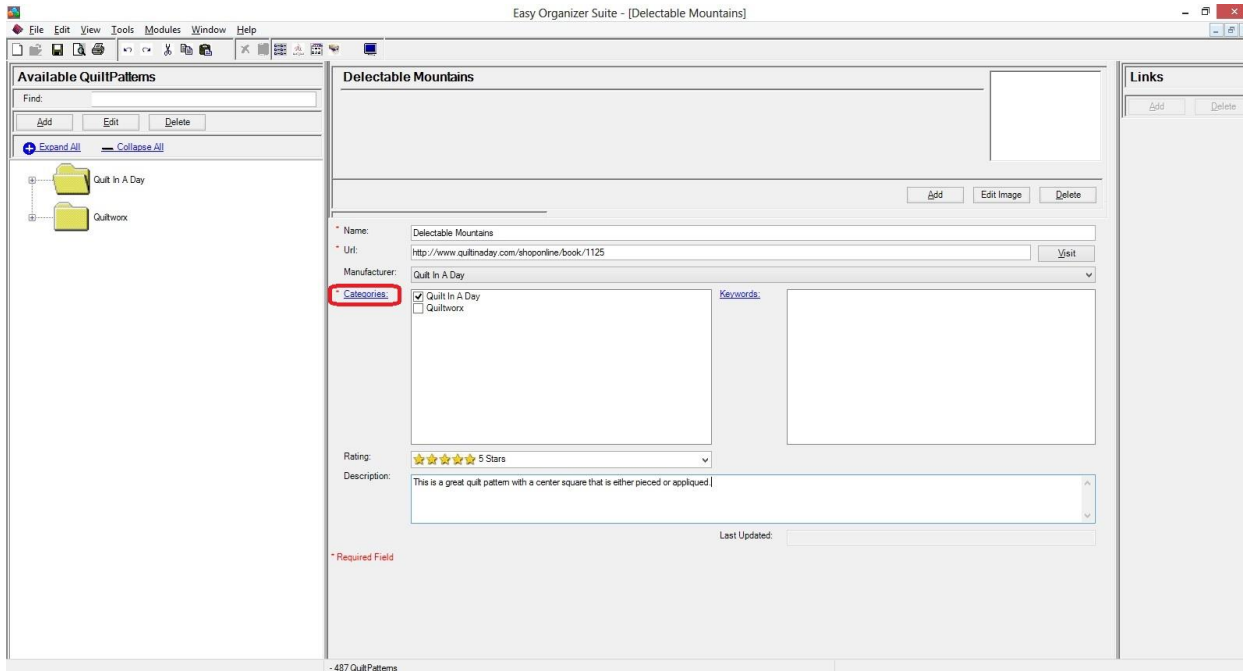 Easy Organizer Suite - [Delectable Mountains]
File Edit View Tools Modules Window Help
Available QuiltPatterns
Find:
Add Edit Delete
Expand All Collapse All
Quilt In A Day
Quiltworx
Delectable Mountains
Add Edit Image Delete
* Name: Delectable Mountains
* Url: http://www.quiltinaday.com/shoponline/book/1125 Visit
Manufacturer: Quilt In A Day
* Categories: Quilt In A Day
Quiltworx
Keywords:
Rating: 5 Stars
Description: This is a great quilt pattern with a center square that is either pieced or appliqued.
Last Updated:
* Required Field
Links
Add Delete
- 487 QuiltPatterns